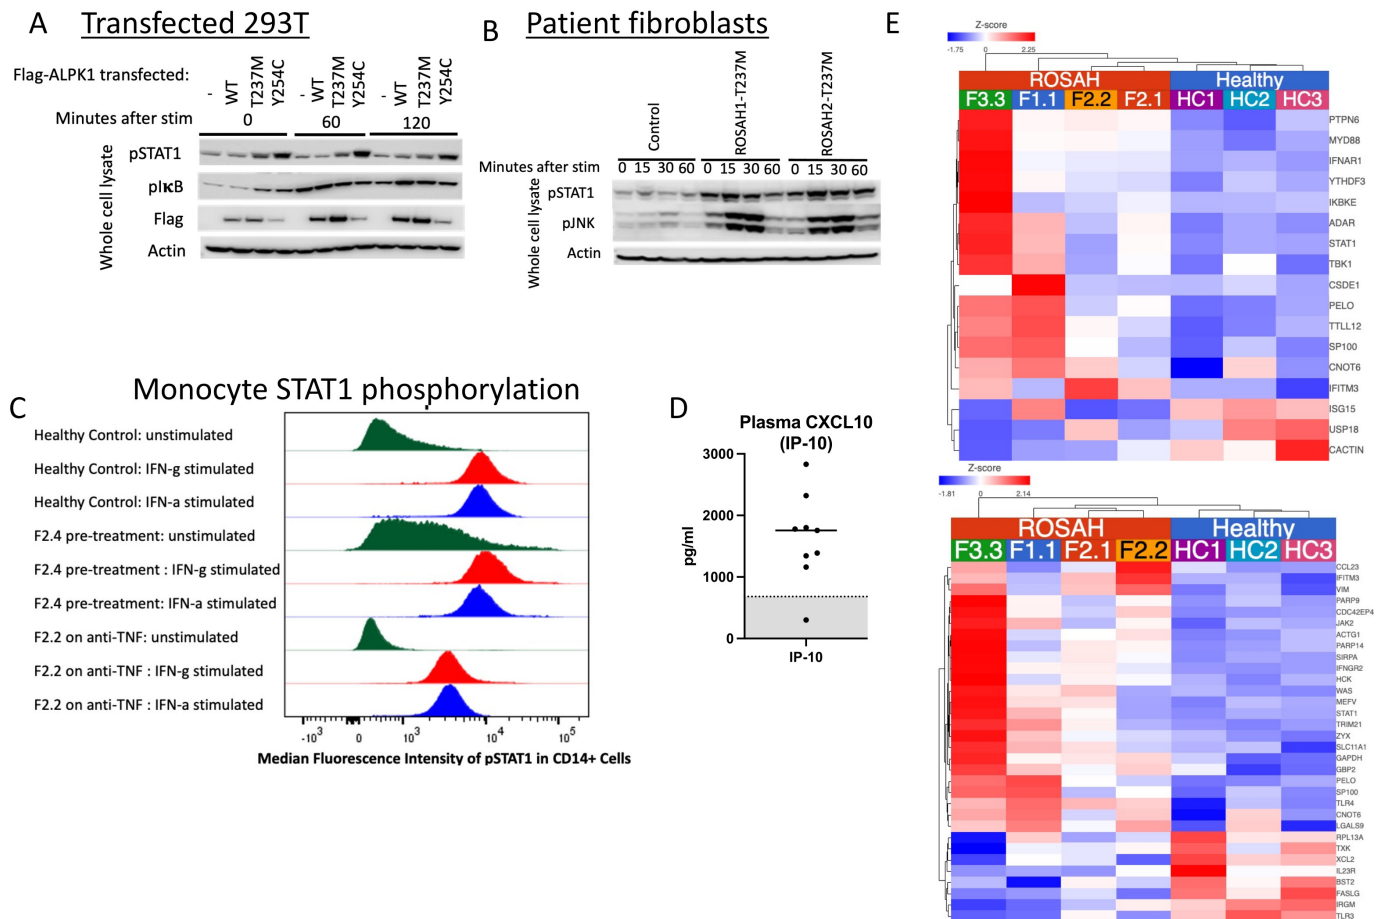 A Transfected 293T
Flag-ALPK1 transfected:
- WT T237M Y254C - WT T237M Y254C - WT T237M Y254C
Minutes after stim 0 60 120
Whole cell lysate
pSTAT1
pIκB
Flag
Actin
B Patient fibroblasts
Control ROSAH1-T237M ROSAH2-T237M
Minutes after stim 0 15 30 60 0 15 30 60 0 15 30 60
Whole cell lysate
pSTAT1
pJNK
Actin
C Monocyte STAT1 phosphorylation
Healthy Control: unstimulated
Healthy Control: IFN-g stimulated
Healthy Control: IFN-a stimulated
F2.4 pre-treatment: unstimulated
F2.4 pre-treatment : IFN-g stimulated
F2.4 pre-treatment: IFN-a stimulated
F2.2 on anti-TNF: unstimulated
F2.2 on anti-TNF : IFN-g stimulated
F2.2 on anti-TNF : IFN-a stimulated
-10³ 0 10³ 10⁴ 10⁵
Median Fluorescence Intensity of pSTAT1 in CD14+ Cells
D
Plasma CXCL10
(IP-10)
pg/ml
3000
2000
1000
0
IP-10
E
Z-score
-1.75 0 2.25
ROSAH Healthy
F3.3 F1.1 F2.2 F2.1 HC1 HC2 HC3
PTPN6
MYD88
IFNAR1
YTHDF3
IKBKE
ADAR
STAT1
TBK1
CSDE1
PELO
TTLL12
SP100
CNOT6
IFITM3
ISG15
USP18
CACTIN
Z-score
-1.81 0 2.14
ROSAH Healthy
F3.3 F1.1 F2.1 F2.2 HC1 HC2 HC3
CCL23
IFITM3
VIM
PARP9
CDC42EP4
JAK2
ACTG1
PARP14
SIRPA
IFNGR2
HCK
WAS
MEFV
STAT1
TRIM21
ZYX
SLC11A1
GAPDH
GBP2
PELO
SP100
TLR4
CNOT6
LGALS9
RPL13A
TXK
XCL2
IL23R
BST2
FASLG
IRGM
TLR3